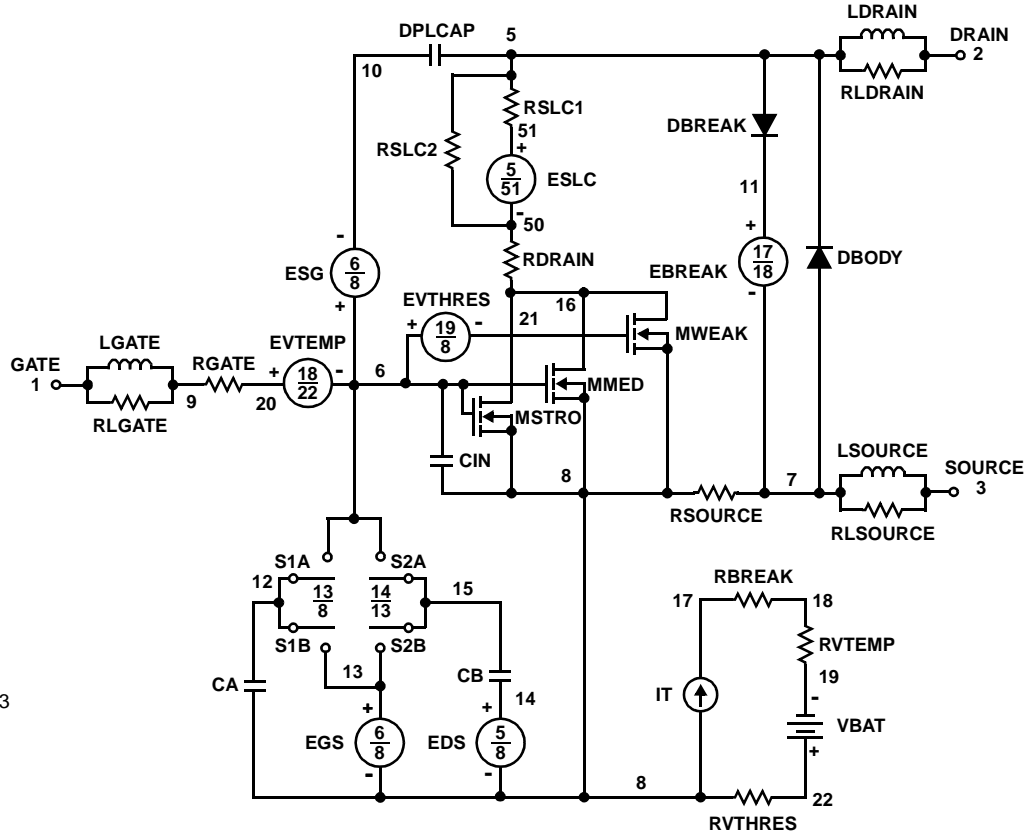 LDRAIN
DPLCAP
5
DRAIN
2
10
RLDRAIN
RSLC1
51
DBREAK
RSLC2
+
5
51
ESLC
-
50
11
-
+
17
18
EBREAK
-
DBODY
RDRAIN
6
8
ESG
+
EVTHRES
16
21
+
19
8
-
MWEAK
LGATE
EVTEMP
GATE
1
RGATE
+
18
22
-
6
MMED
9
20
MSTRO
RLGATE
LSOURCE
CIN
8
7
SOURCE
3
RSOURCE
RLSOURCE
S1A
S2A
12
13
8
14
13
15
RBREAK
17
18
S1B
S2B
RVTEMP
13
CB
19
CA
14
IT
-
3
+
+
VBAT
EGS
6
8
EDS
5
8
+
-
-
8
22
RVTHRES